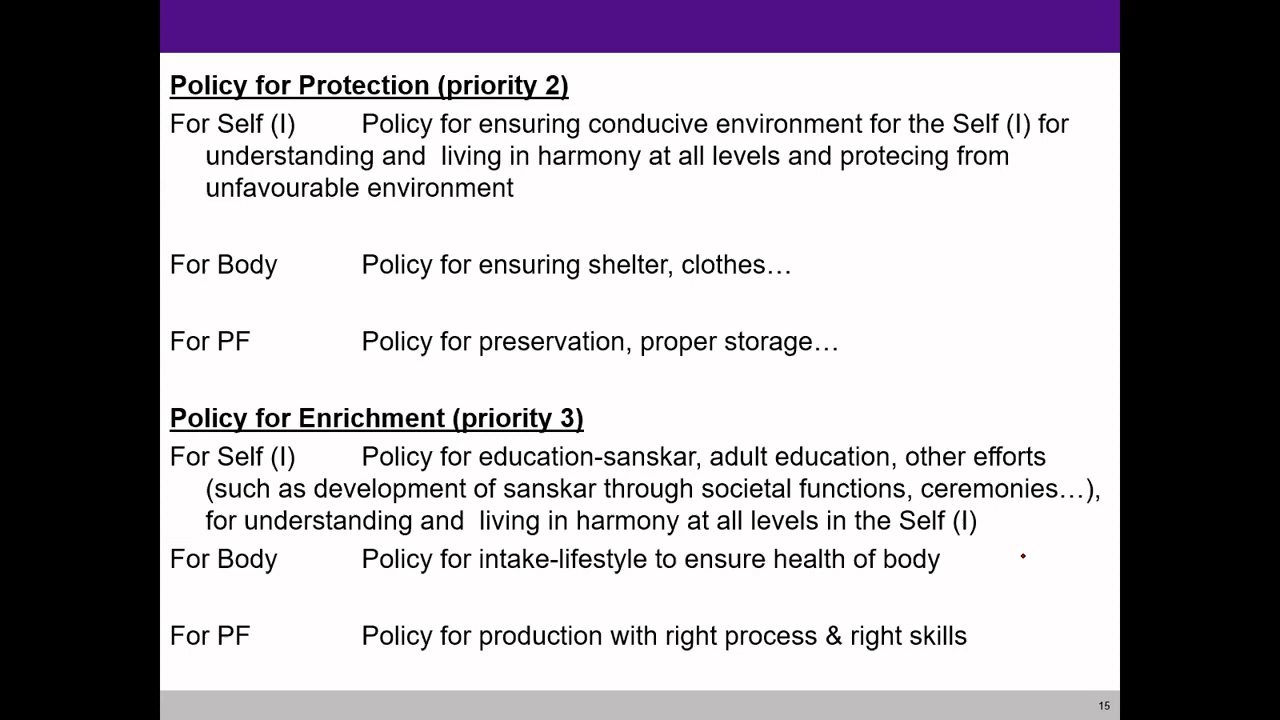 Policy for Protection (priority 2)
For Self (I) Policy for ensuring conducive environment for the Self (I) for
understanding and living in harmony at all levels and protecing from
unfavourable environment
For Body Policy for ensuring shelter, clothes…
For PF Policy for preservation, proper storage…
Policy for Enrichment (priority 3)
For Self (I) Policy for education-sanskar, adult education, other efforts
(such as development of sanskar through societal functions, ceremonies…),
for understanding and living in harmony at all levels in the Self (I)
For Body Policy for intake-lifestyle to ensure health of body
For PF Policy for production with right process & right skills
15